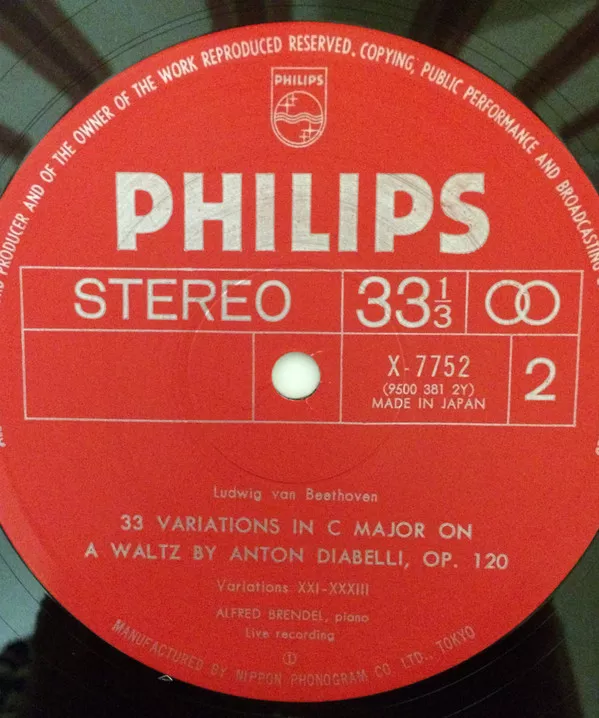 PRODUCER AND OF THE OWNER OF THE WORK REPRODUCED RESERVED. COPYING, PUBLIC PERFORMANCE AND BROADCASTING
PHILIPS
PHILIPS
STEREO
33 1/3
2
X-7752
(9500 381 2Y)
MADE IN JAPAN
Ludwig van Beethoven
33 VARIATIONS IN C MAJOR ON
A WALTZ BY ANTON DIABELLI, OP. 120
Variations XXI-XXXIII
ALFRED BRENDEL, piano
Live recording
MANUFACTURED BY NIPPON PHONOGRAM CO. LTD., TOKYO